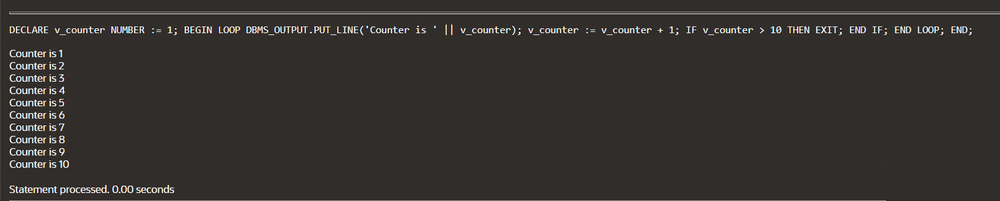 DECLARE v_counter NUMBER := 1; BEGIN LOOP DBMS_OUTPUT.PUT_LINE('Counter is ' || v_counter); v_counter := v_counter + 1; IF v_counter > 10 THEN EXIT; END IF; END LOOP; END;
Counter is 1
Counter is 2
Counter is 3
Counter is 4
Counter is 5
Counter is 6
Counter is 7
Counter is 8
Counter is 9
Counter is 10
Statement processed. 0.00 seconds